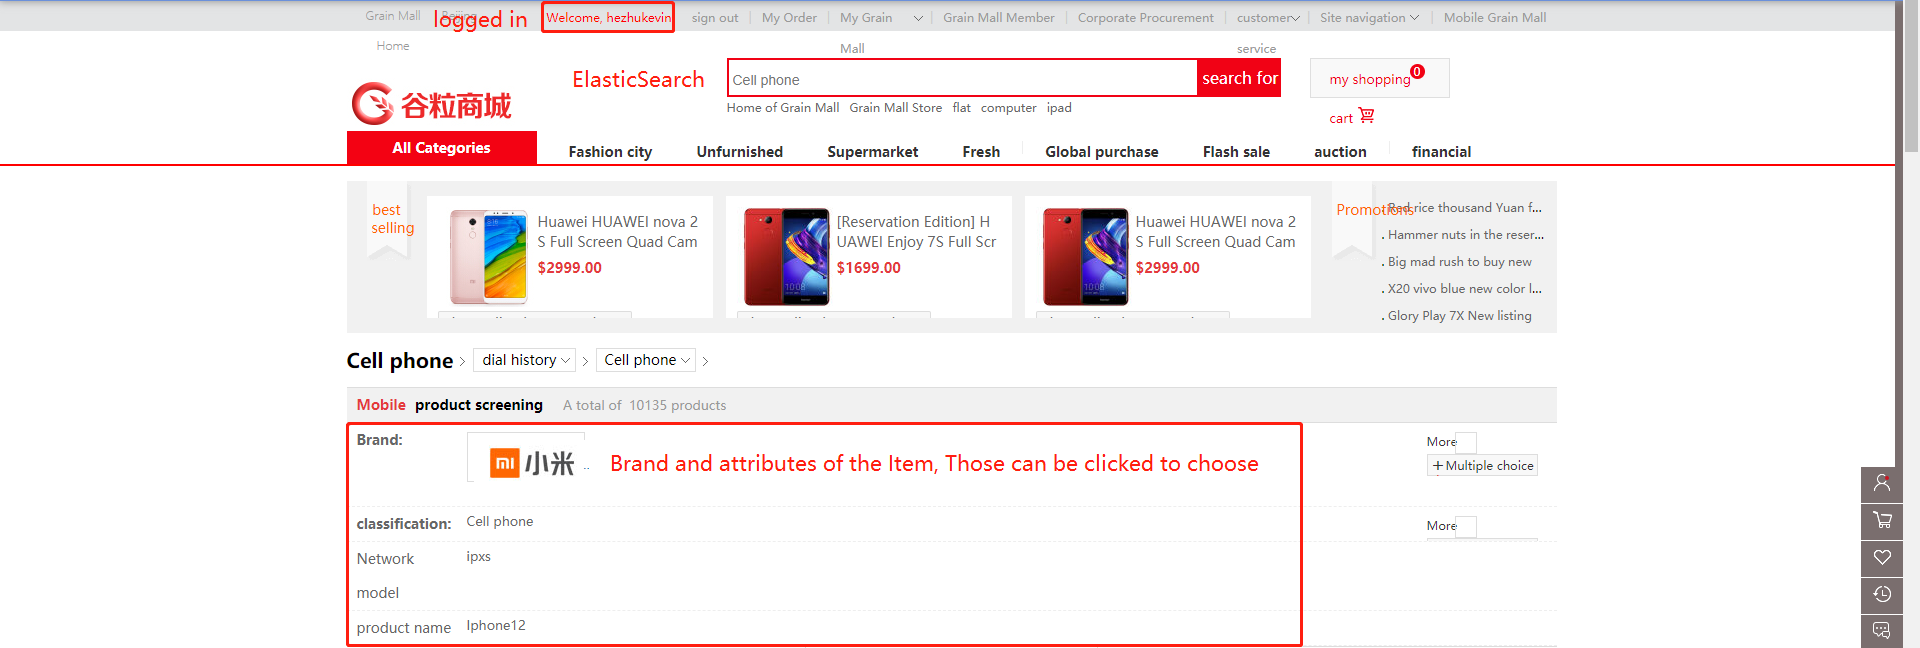 Grain Mall
logged in
Welcome, hezhukevin
sign out
My Order
My Grain
Grain Mall Member
Corporate Procurement
customer
Site navigation
Mobile Grain Mall
Home
Mall
service
谷粒商城
ElasticSearch
Cell phone
search for
my shopping 0
cart
Home of Grain Mall Grain Mall Store flat computer ipad
All Categories
Fashion city
Unfurnished
Supermarket
Fresh
Global purchase
Flash sale
auction
financial
best
selling
Huawei HUAWEI nova 2
S Full Screen Quad Cam
$2999.00
[Reservation Edition] H
UAWEI Enjoy 7S Full Scr
$1699.00
Huawei HUAWEI nova 2
S Full Screen Quad Cam
$2999.00
Promotions
Red rice thousand Yuan f...
. Hammer nuts in the reser...
. Big mad rush to buy new
. X20 vivo blue new color l...
. Glory Play 7X New listing
Cell phone > dial history > Cell phone >
Mobile product screening A total of 10135 products
Brand:
mi 小米
..
Brand and attributes of the Item, Those can be clicked to choose
More
+Multiple choice
classification:
Cell phone
More
Network
model
ipxs
product name
Iphone12